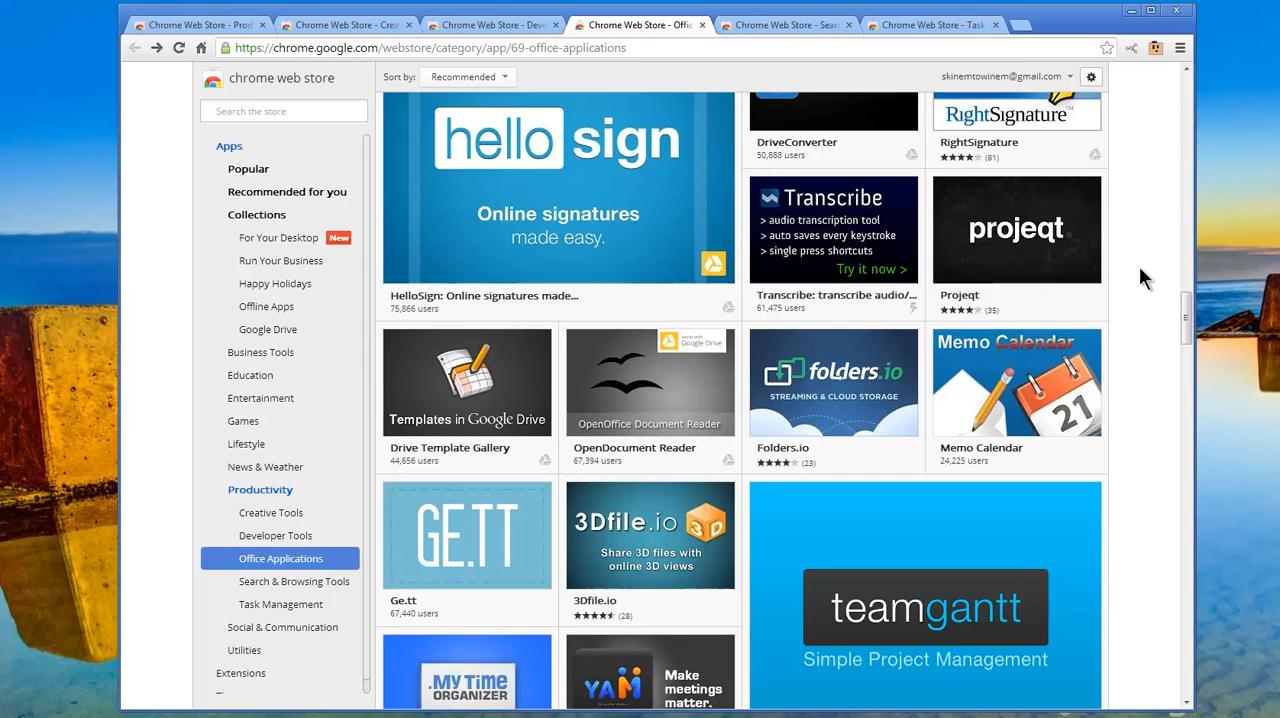 Chrome Web Store - Prod
Chrome Web Store - Crea
Chrome Web Store - Deve
Chrome Web Store - Offic
Chrome Web Store - Sear
Chrome Web Store - Task
https://chrome.google.com/webstore/category/app/69-office-applications
chrome web store
Search the store
Apps
Popular
Recommended for you
Collections
For Your Desktop New
Run Your Business
Happy Holidays
Offline Apps
Google Drive
Business Tools
Education
Entertainment
Games
Lifestyle
News & Weather
Productivity
Creative Tools
Developer Tools
Office Applications
Search & Browsing Tools
Task Management
Social & Communication
Utilities
Extensions
Sort by: Recommended
skinemtowinem@gmail.com
hello sign
Online signatures
made easy.
HelloSign: Online signatures made...
75,866 users
DriveConverter
50,888 users
RightSignature™
RightSignature
(81)
Transcribe
> audio transcription tool
> auto saves every keystroke
> single press shortcuts
Try it now >
Transcribe: transcribe audio/...
61,475 users
projeqt
Projeqt
(35)
Templates in Google Drive
Drive Template Gallery
44,656 users
works with
Google Drive
OpenOffice Document Reader
OpenDocument Reader
67,394 users
folders.io
STREAMING & CLOUD STORAGE
Folders.io
(23)
Memo Calendar
21
Memo Calendar
24,225 users
GE.TT
Ge.tt
67,440 users
3Dfile.io
Share 3D files with
online 3D views
3Dfile.io
(28)
teamgantt
Simple Project Management
.MY TIME
ORGANIZER
YAM
Make
meetings
matter.